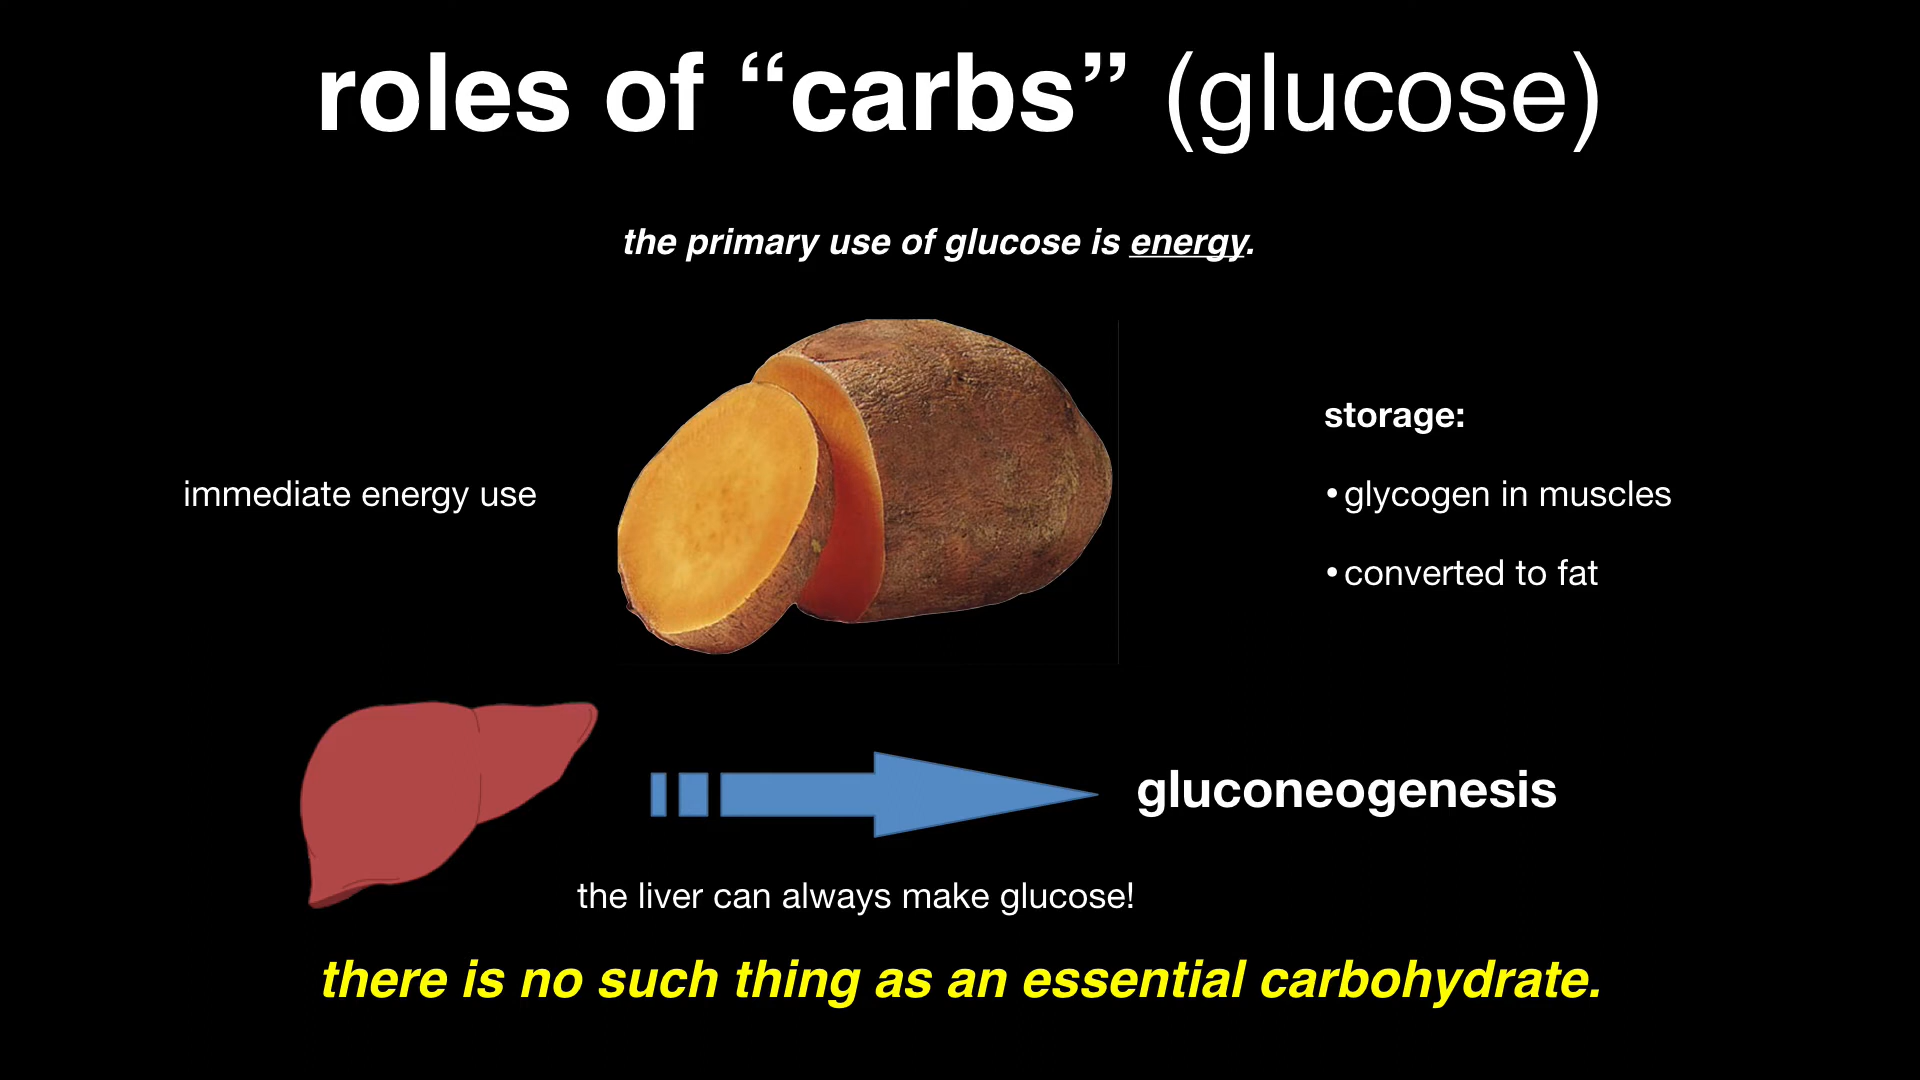 roles of “carbs” (glucose)
the primary use of glucose is energy.
immediate energy use
storage:
•glycogen in muscles
•converted to fat
gluconeogenesis
the liver can always make glucose!
there is no such thing as an essential carbohydrate.